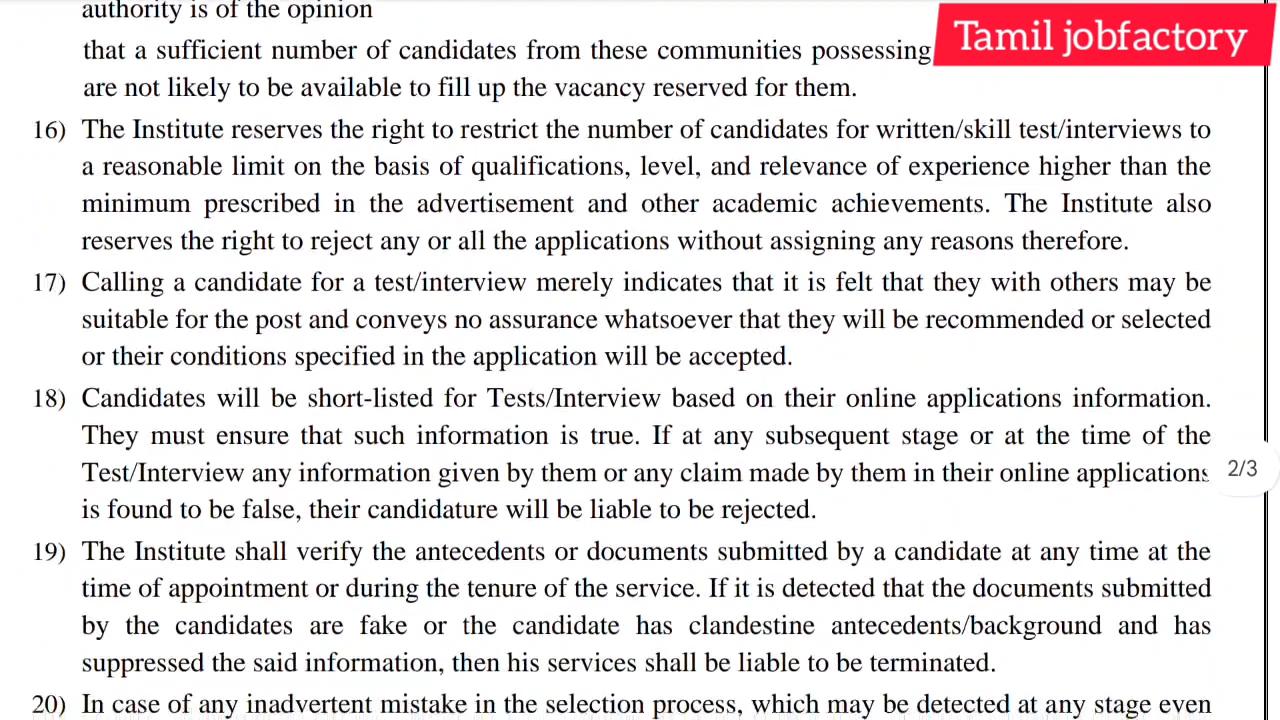 authority is of the opinion
Tamil jobfactory
that a sufficient number of candidates from these communities possessing
are not likely to be available to fill up the vacancy reserved for them.
16) The Institute reserves the right to restrict the number of candidates for written/skill test/interviews to
a reasonable limit on the basis of qualifications, level, and relevance of experience higher than the
minimum prescribed in the advertisement and other academic achievements. The Institute also
reserves the right to reject any or all the applications without assigning any reasons therefore.
17) Calling a candidate for a test/interview merely indicates that it is felt that they with others may be
suitable for the post and conveys no assurance whatsoever that they will be recommended or selected
or their conditions specified in the application will be accepted.
18) Candidates will be short-listed for Tests/Interview based on their online applications information.
They must ensure that such information is true. If at any subsequent stage or at the time of the
Test/Interview any information given by them or any claim made by them in their online applications
2/3
is found to be false, their candidature will be liable to be rejected.
19) The Institute shall verify the antecedents or documents submitted by a candidate at any time at the
time of appointment or during the tenure of the service. If it is detected that the documents submitted
by the candidates are fake or the candidate has clandestine antecedents/background and has
suppressed the said information, then his services shall be liable to be terminated.
20) In case of any inadvertent mistake in the selection process, which may be detected at any stage even